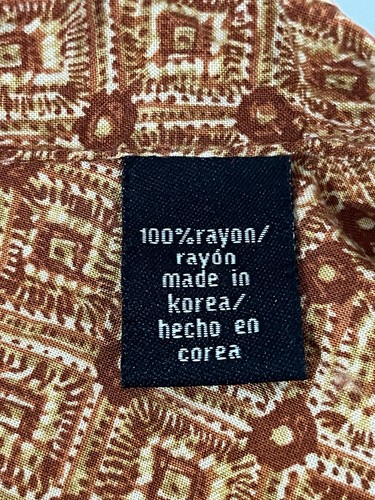 100%rayon/
rayón
made in
korea/
hecho en
corea